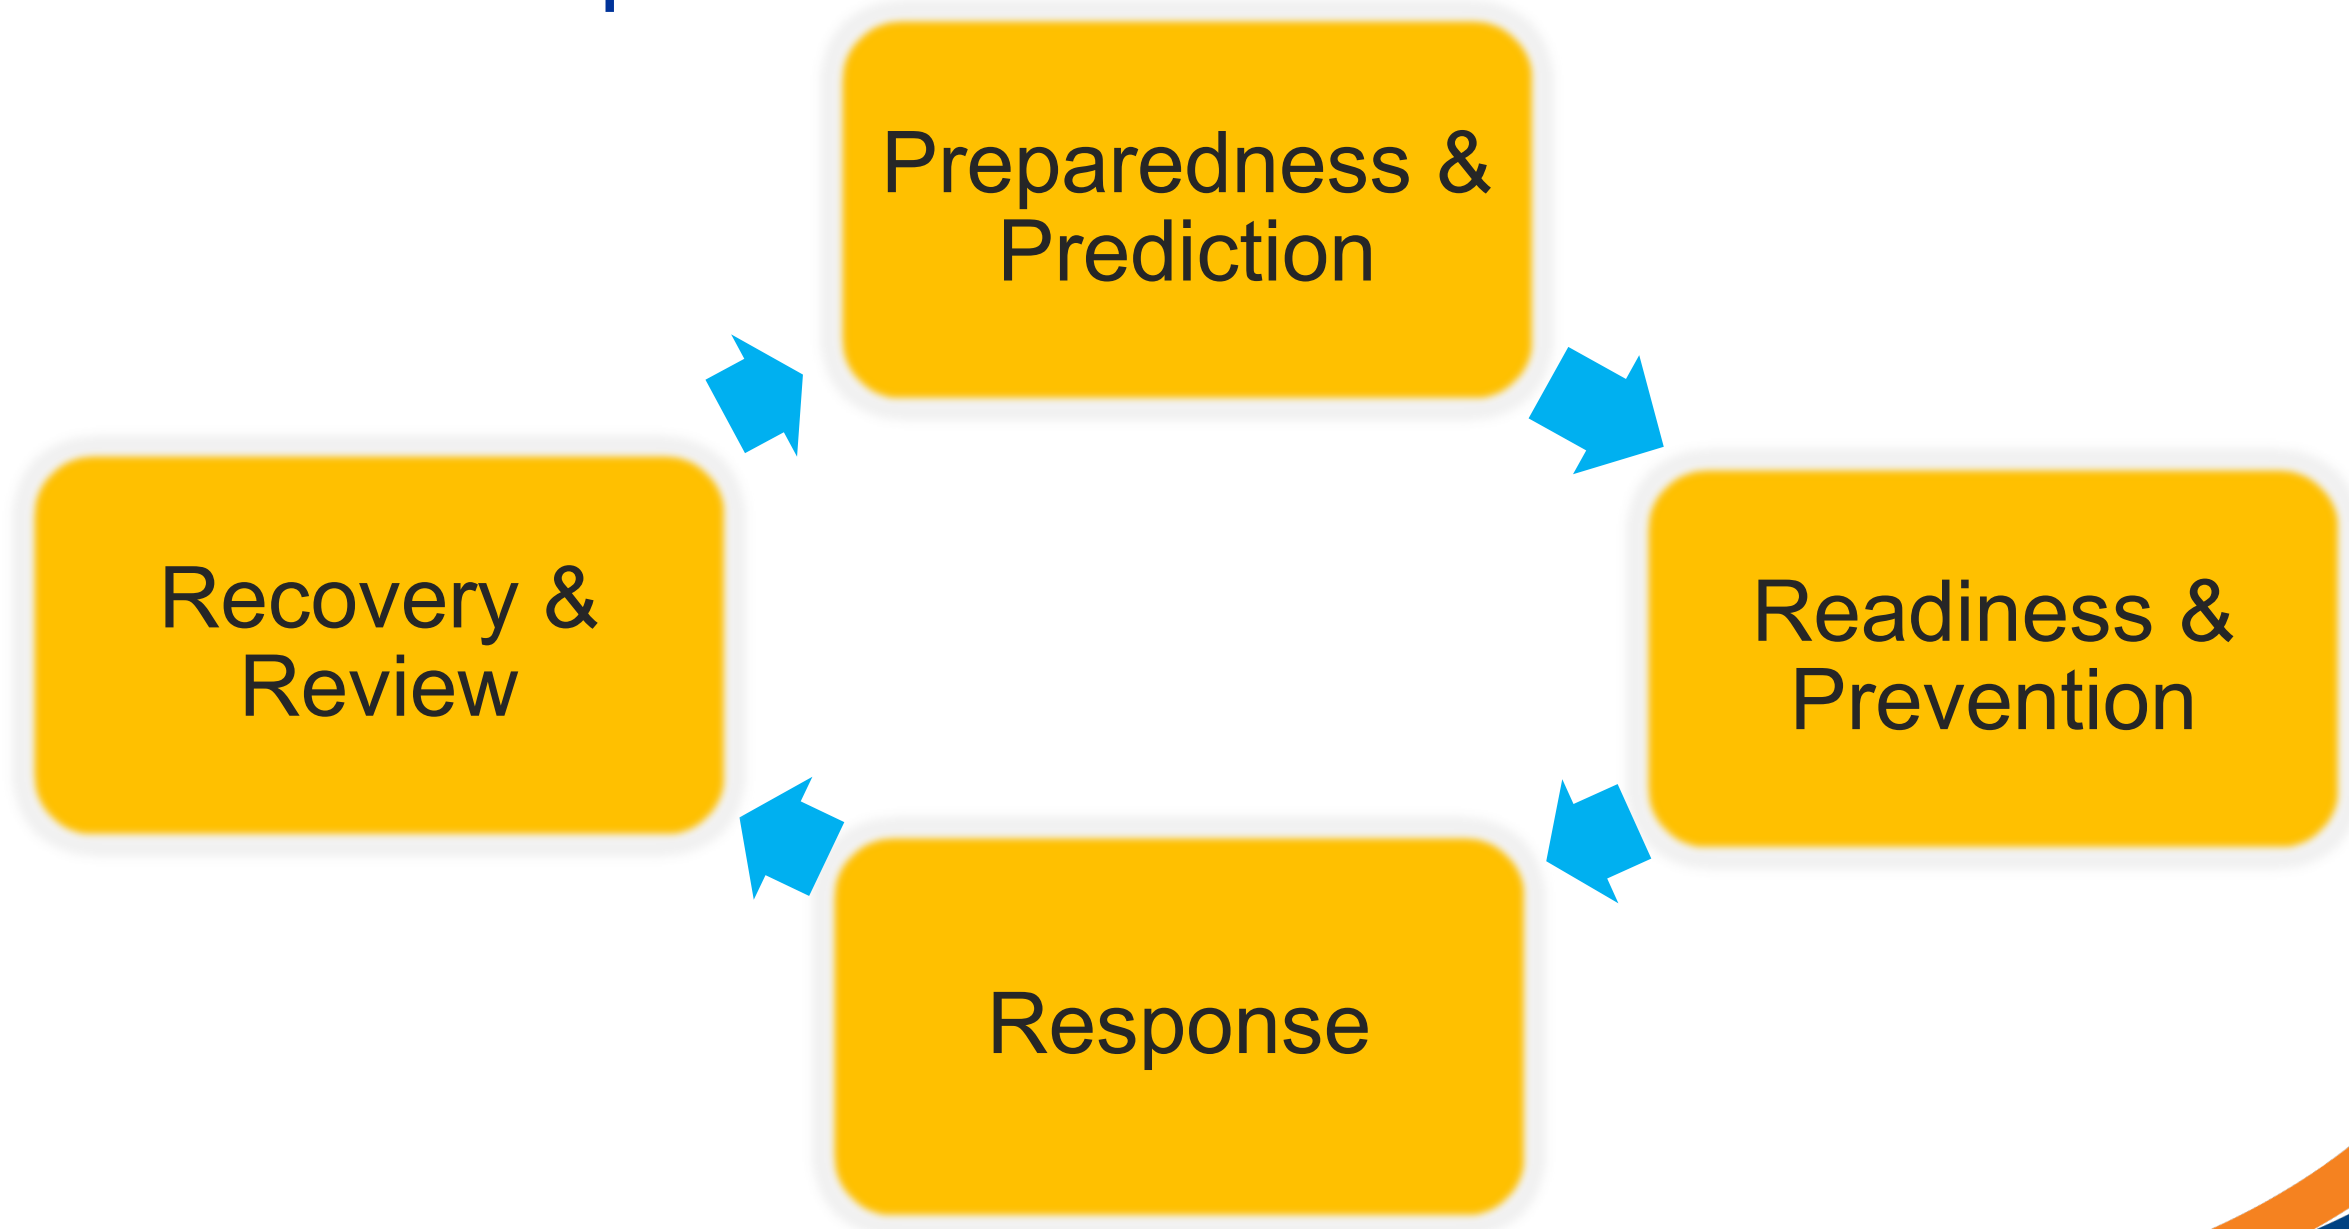 Preparedness &
Prediction
Readiness &
Prevention
Response
Recovery &
Review